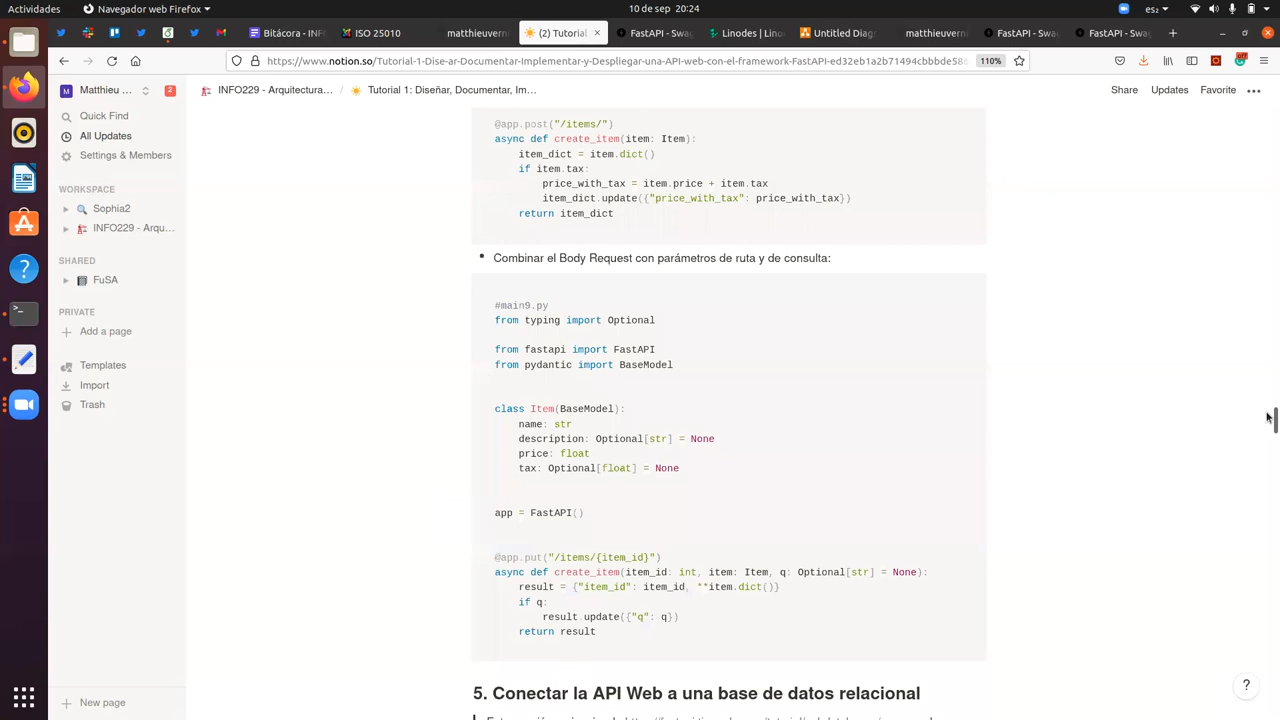 Actividades
Navegador web Firefox
10 de sep 20:24
es₂
Bitácora - INF
ISO 25010
matthieuvern
(2) Tutorial
FastAPI - Swag
Linodes | Lino
Untitled Diagr
matthieuvern
FastAPI - Swa
FastAPI - Swag
https://www.notion.so/Tutorial-1-Dise-ar-Documentar-Implementar-y-Despliegar-una-API-web-con-el-framework-FastAPI-ed32eb1a2b71494cbbbde586
110%
Matthieu ...
2
INFO229 - Arquitectura...
/
Tutorial 1: Diseñar, Documentar, Im...
Share
Updates
Favorite
Quick Find
All Updates
Settings & Members
WORKSPACE
Sophia2
INFO229 - Arqu...
SHARED
FuSA
PRIVATE
Add a page
Templates
Import
Trash
New page
@app.post("/items/")
async def create_item(item: Item):
    item_dict = item.dict()
    if item.tax:
        price_with_tax = item.price + item.tax
        item_dict.update({"price_with_tax": price_with_tax})
    return item_dict
• Combinar el Body Request con parámetros de ruta y de consulta:
#main9.py
from typing import Optional
from fastapi import FastAPI
from pydantic import BaseModel
class Item(BaseModel):
    name: str
    description: Optional[str] = None
    price: float
    tax: Optional[float] = None
app = FastAPI()
@app.put("/items/{item_id}")
async def create_item(item_id: int, item: Item, q: Optional[str] = None):
    result = {"item_id": item_id, **item.dict()}
    if q:
        result.update({"q": q})
    return result
5. Conectar la API Web a una base de datos relacional
?